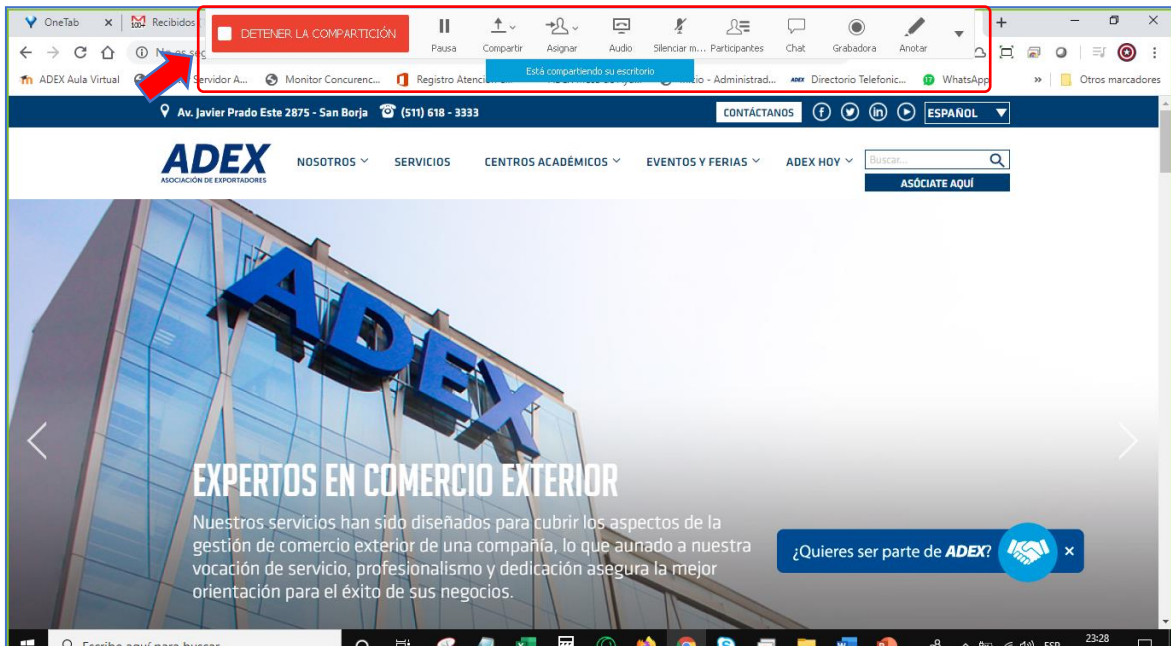 OneTab
Recibidos
DETENER LA COMPARTICIÓN
Pausa
Compartir
Asignar
Audio
Silenciar m...
Participantes
Chat
Grabadora
Anotar
Está compartiendo su escritorio
ADEX Aula Virtual
Servidor A...
Monitor Concurenc...
Registro
- Administrad...
Directorio Telefonic...
WhatsApp
»
Otros marcadores
Av. Javier Prado Este 2875 - San Borja (511) 618 - 3333
CONTÁCTANOS
ESPAÑOL
ADEX
ASOCIACIÓN DE EXPORTADORES
NOSOTROS
SERVICIOS
CENTROS ACADÉMICOS
EVENTOS Y FERIAS
ADEX HOY
Buscar...
ASÓCIATE AQUÍ
ADEX
EXPERTOS EN COMERCIO EXTERIOR
Nuestros servicios han sido diseñados para cubrir los aspectos de la
gestión de comercio exterior de una compañía, lo que aunado a nuestra
vocación de servicio, profesionalismo y dedicación asegura la mejor
orientación para el éxito de sus negocios.
¿Quieres ser parte de ADEX?
Escribe aquí para buscar
ESP
23:28